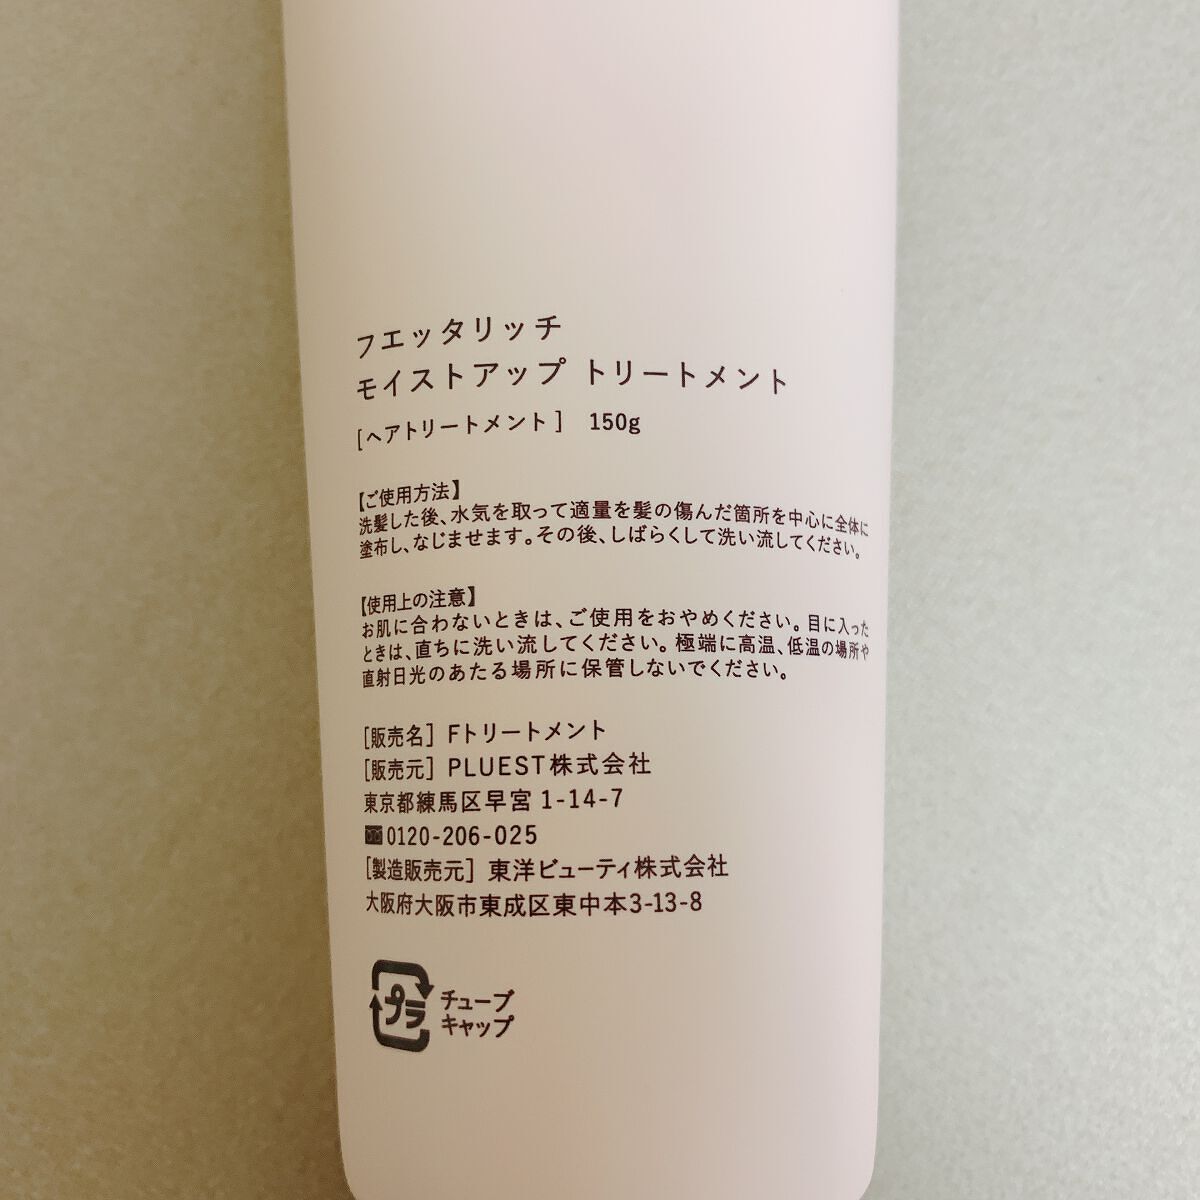 フエッタリッチ
モイストアップ トリートメント
[ヘアトリートメント] 150g
【ご使用方法】
洗髪した後、水気を取って適量を髪の傷んだ箇所を中心に全体に
塗布し、なじませます。その後、しばらくして洗い流してください。
【使用上の注意】
お肌に合わないときは、ご使用をおやめください。目に入った
ときは、直ちに洗い流してください。極端に高温、低温の場所や
直射日光のあたる場所に保管しないでください。
[販売名] Fトリートメント
[販売元] PLUEST株式会社
東京都練馬区早宮 1-14-7
0120-206-025
[製造販売元] 東洋ビューティ株式会社
大阪府大阪市東成区東中本3-13-8
プラ
チューブ
キャップ